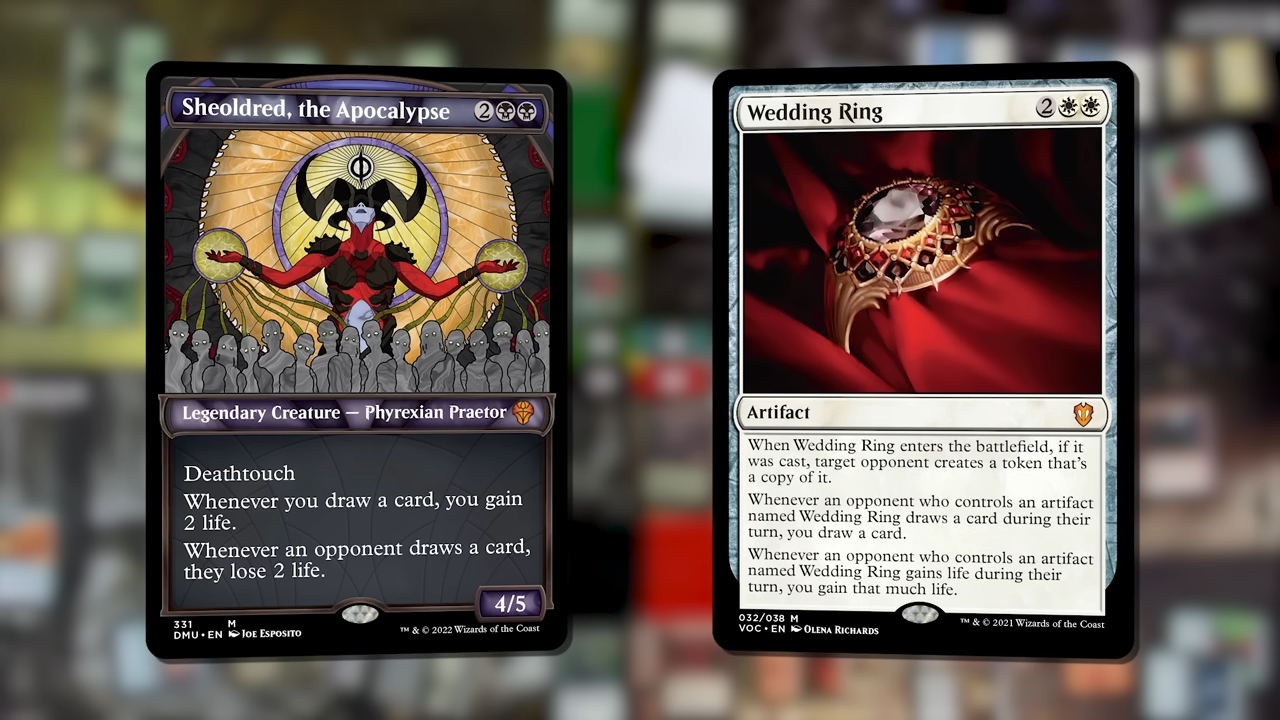 Sheoldred, the Apocalypse 2
Legendary Creature — Phyrexian Praetor
Deathtouch
Whenever you draw a card, you gain
2 life.
Whenever an opponent draws a card,
they lose 2 life.
4/5
331 M
DMU • EN Joe Esposito
™ & © 2022 Wizards of the Coast
Wedding Ring 2
Artifact
When Wedding Ring enters the battlefield, if it
was cast, target opponent creates a token that's
a copy of it.
Whenever an opponent who controls an artifact
named Wedding Ring draws a card during their
turn, you draw a card.
Whenever an opponent who controls an artifact
named Wedding Ring gains life during their
turn, you gain that much life.
032/038 M
VOC • EN Olena Richards
™ & © 2021 Wizards of the Coast